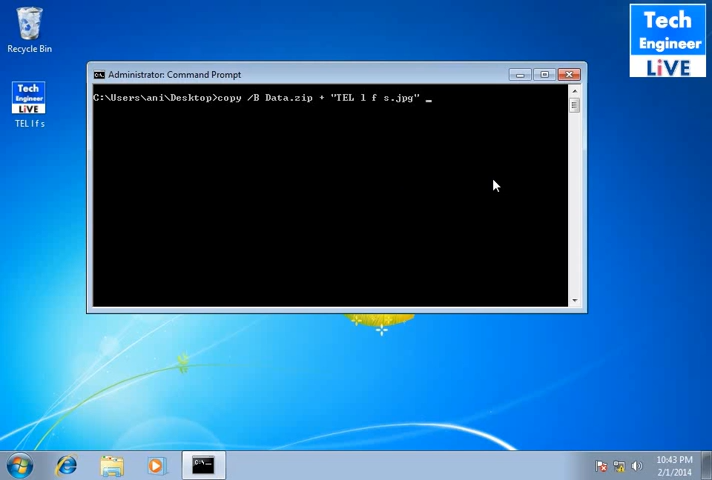 Recycle Bin
Tech
Engineer
LiVE
TEL l f s
Administrator: Command Prompt
C:\Users\ani\Desktop>copy /B Data.zip + "TEL l f s.jpg" _
Tech
Engineer
LiVE
C:\_
10:43 PM
2/1/2014